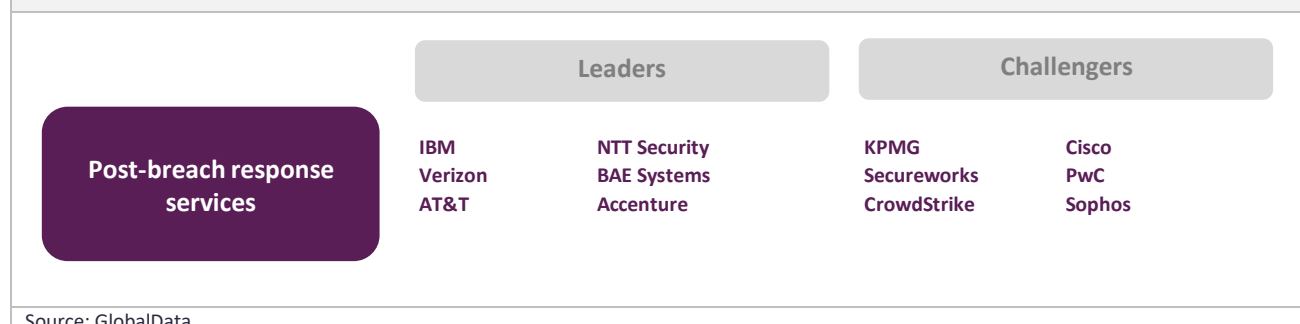 Leaders
Challengers
Post-breach response
services
IBM
Verizon
AT&T
NTT Security
BAE Systems
Accenture
KPMG
Secureworks
CrowdStrike
Cisco
PwC
Sophos
Source: GlobalData